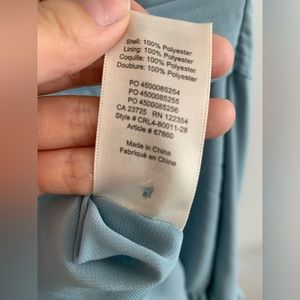 Shell: 100% Polyester
Lining: 100% Polyester
Coquille: 100% Polyester
Doublure: 100% Polyester
PO 4500085254
PO 4500085255
PO 4500085256
CA 23725 RN 122354
Style # CRL4-80011-28
Article # 67860
Made in China
Fabriqué en Chine